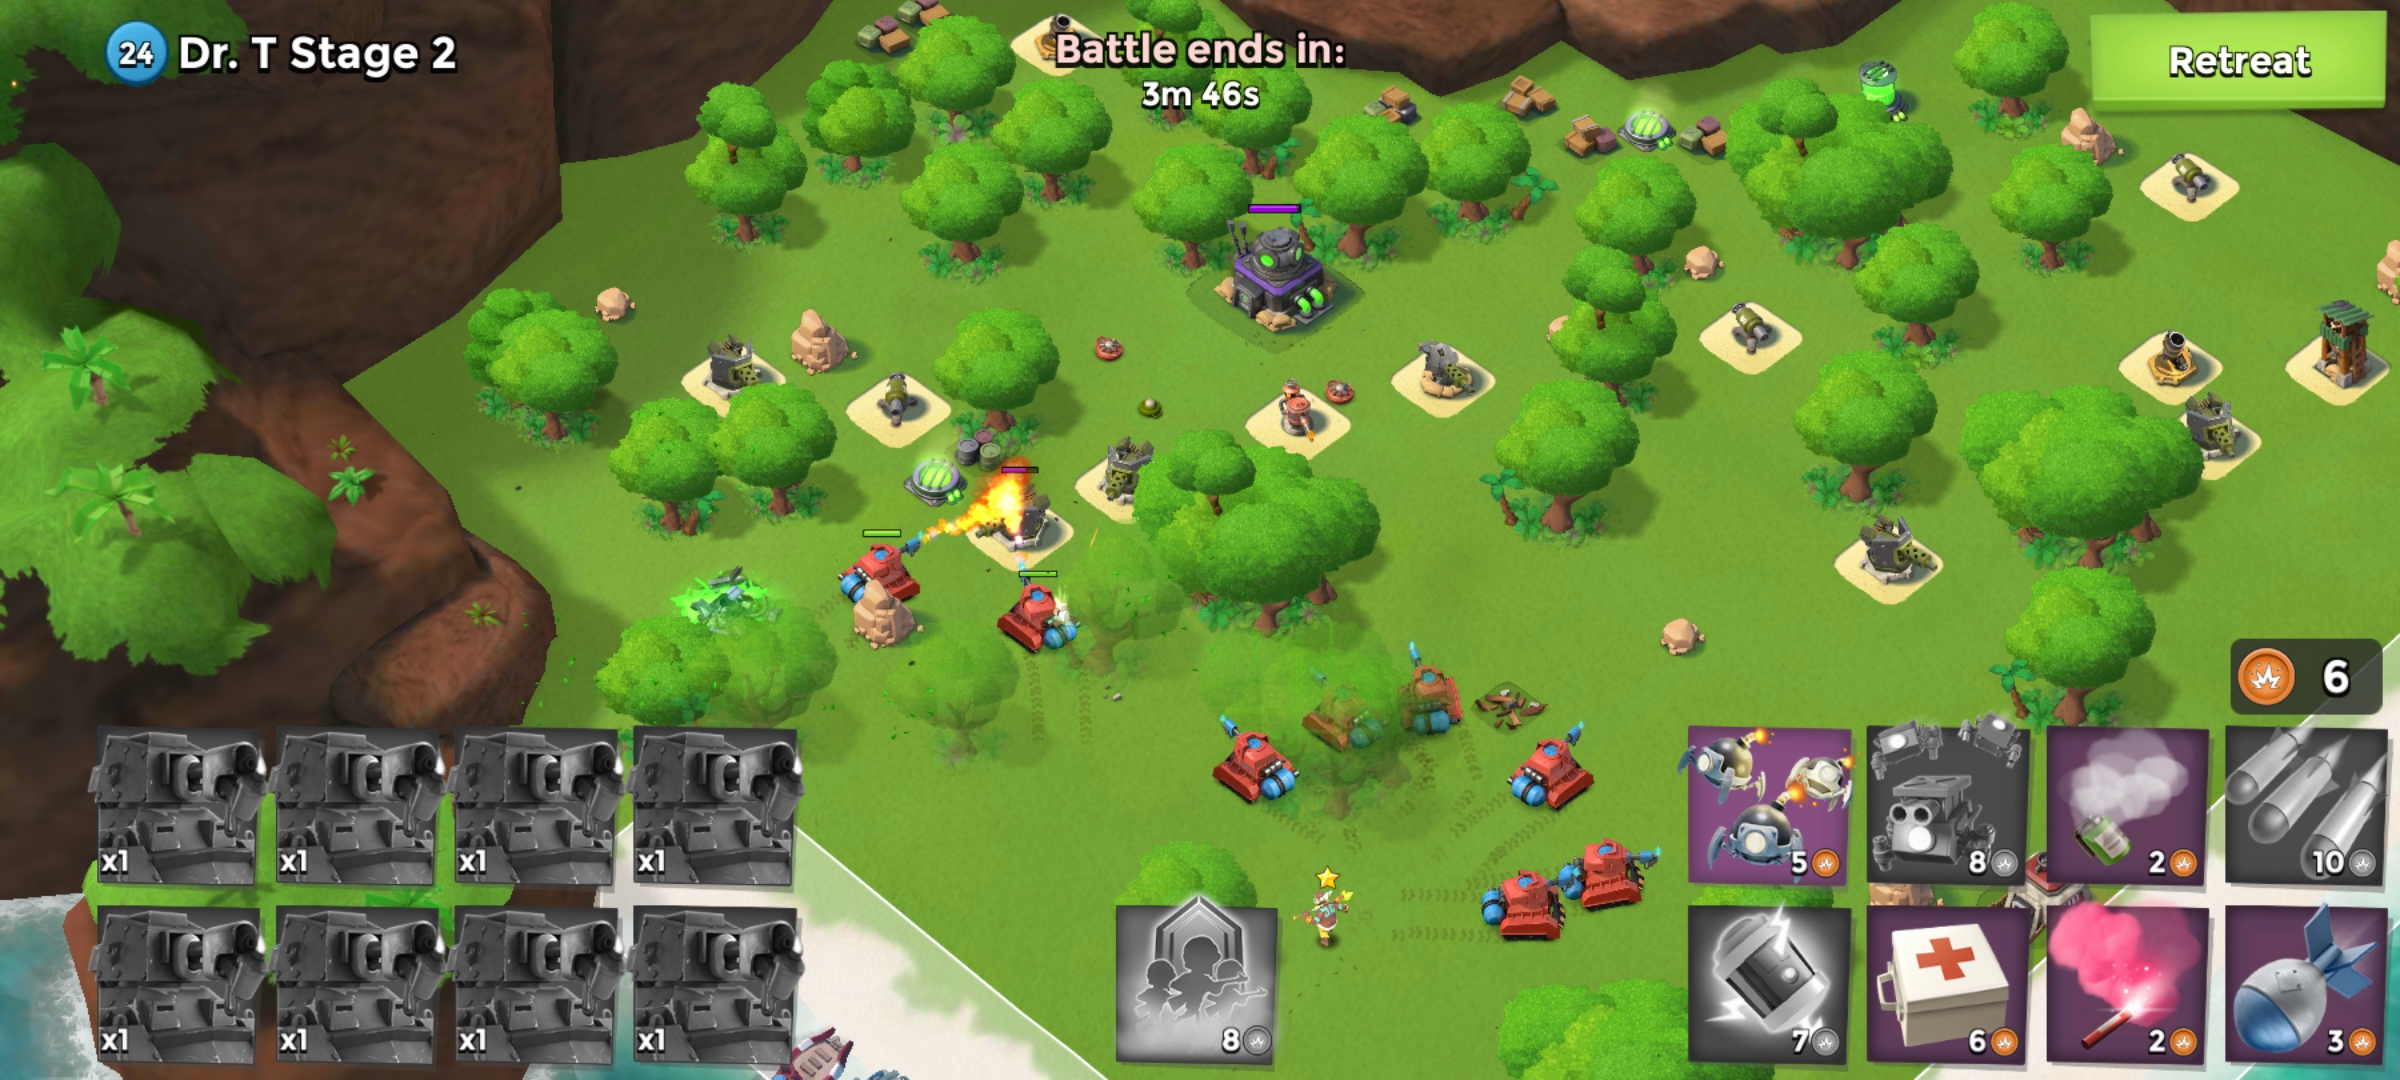 24 Dr. T Stage 2
Battle ends in:
3m 46s
Retreat
6
x1 x1 x1 x1
5 8 2 10
x1 x1 x1 x1
8
7 6 2 3